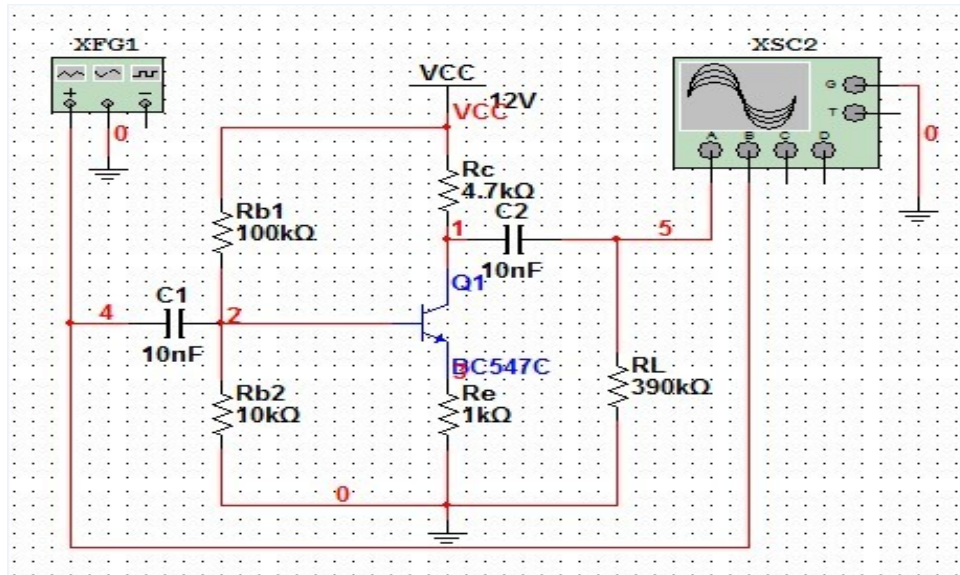 XFG1
XSC2
+
−
0
VCC
12V
VCC
G
T
0
A
B
C
D
Rc
4.7kΩ
Rb1
100kΩ
1
C2
10nF
5
Q1
C1
4
2
10nF
BC547C
3
Rb2
10kΩ
Re
1kΩ
RL
390kΩ
0